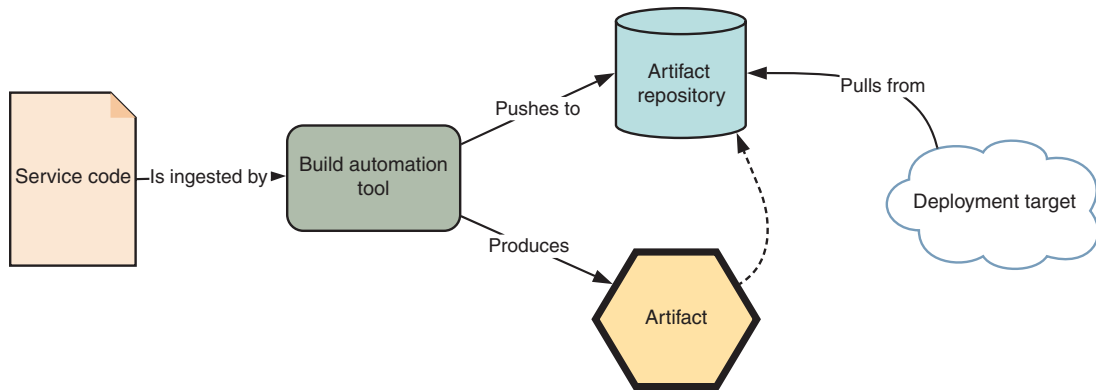 Service code
Is ingested by
Build automation
tool
Pushes to
Produces
Artifact
repository
Artifact
Pulls from
Deployment target